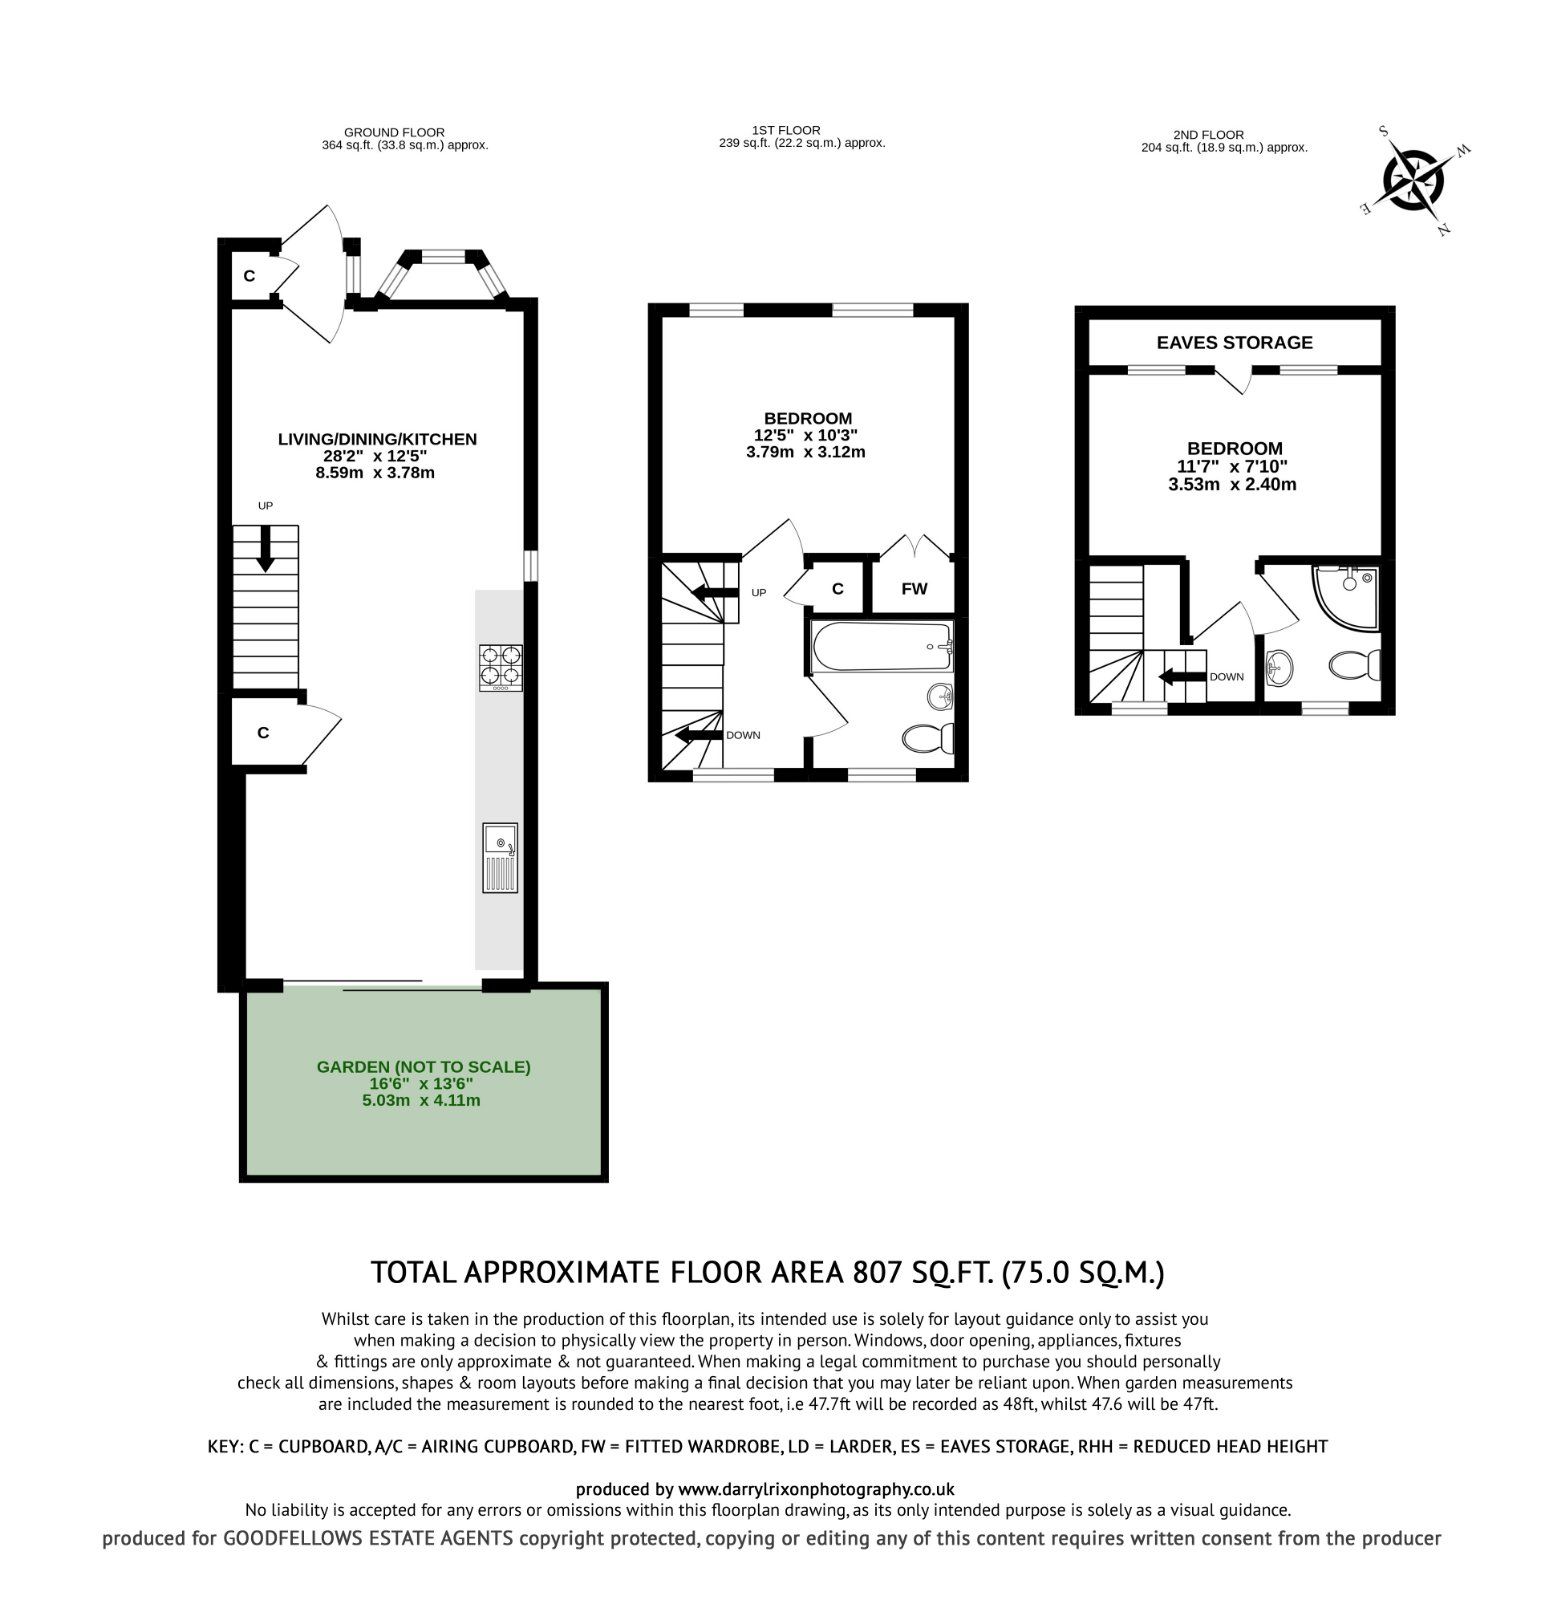 GROUND FLOOR
364 sq.ft. (33.8 sq.m.) approx.
1ST FLOOR
239 sq.ft. (22.2 sq.m.) approx.
2ND FLOOR
204 sq.ft. (18.9 sq.m.) approx.
S
W
E
N
C
LIVING/DINING/KITCHEN
28'2" x 12'5"
8.59m x 3.78m
UP
C
GARDEN (NOT TO SCALE)
16'6" x 13'6"
5.03m x 4.11m
BEDROOM
12'5" x 10'3"
3.79m x 3.12m
UP
C
FW
DOWN
EAVES STORAGE
BEDROOM
11'7" x 7'10"
3.53m x 2.40m
DOWN
TOTAL APPROXIMATE FLOOR AREA 807 SQ.FT. (75.0 SQ.M.)
Whilst care is taken in the production of this floorplan, its intended use is solely for layout guidance only to assist you
when making a decision to physically view the property in person. Windows, door opening, appliances, fixtures
& fittings are only approximate & not guaranteed. When making a legal commitment to purchase you should personally
check all dimensions, shapes & room layouts before making a final decision that you may later be reliant upon. When garden measurements
are included the measurement is rounded to the nearest foot, i.e 47.7ft will be recorded as 48ft, whilst 47.6 will be 47ft.
KEY: C = CUPBOARD, A/C = AIRING CUPBOARD, FW = FITTED WARDROBE, LD = LARDER, ES = EAVES STORAGE, RHH = REDUCED HEAD HEIGHT
produced by www.darrylrixonphotography.co.uk
No liability is accepted for any errors or omissions within this floorplan drawing, as its only intended purpose is solely as a visual guidance.
produced for GOODFELLOWS ESTATE AGENTS copyright protected, copying or editing any of this content requires written consent from the producer